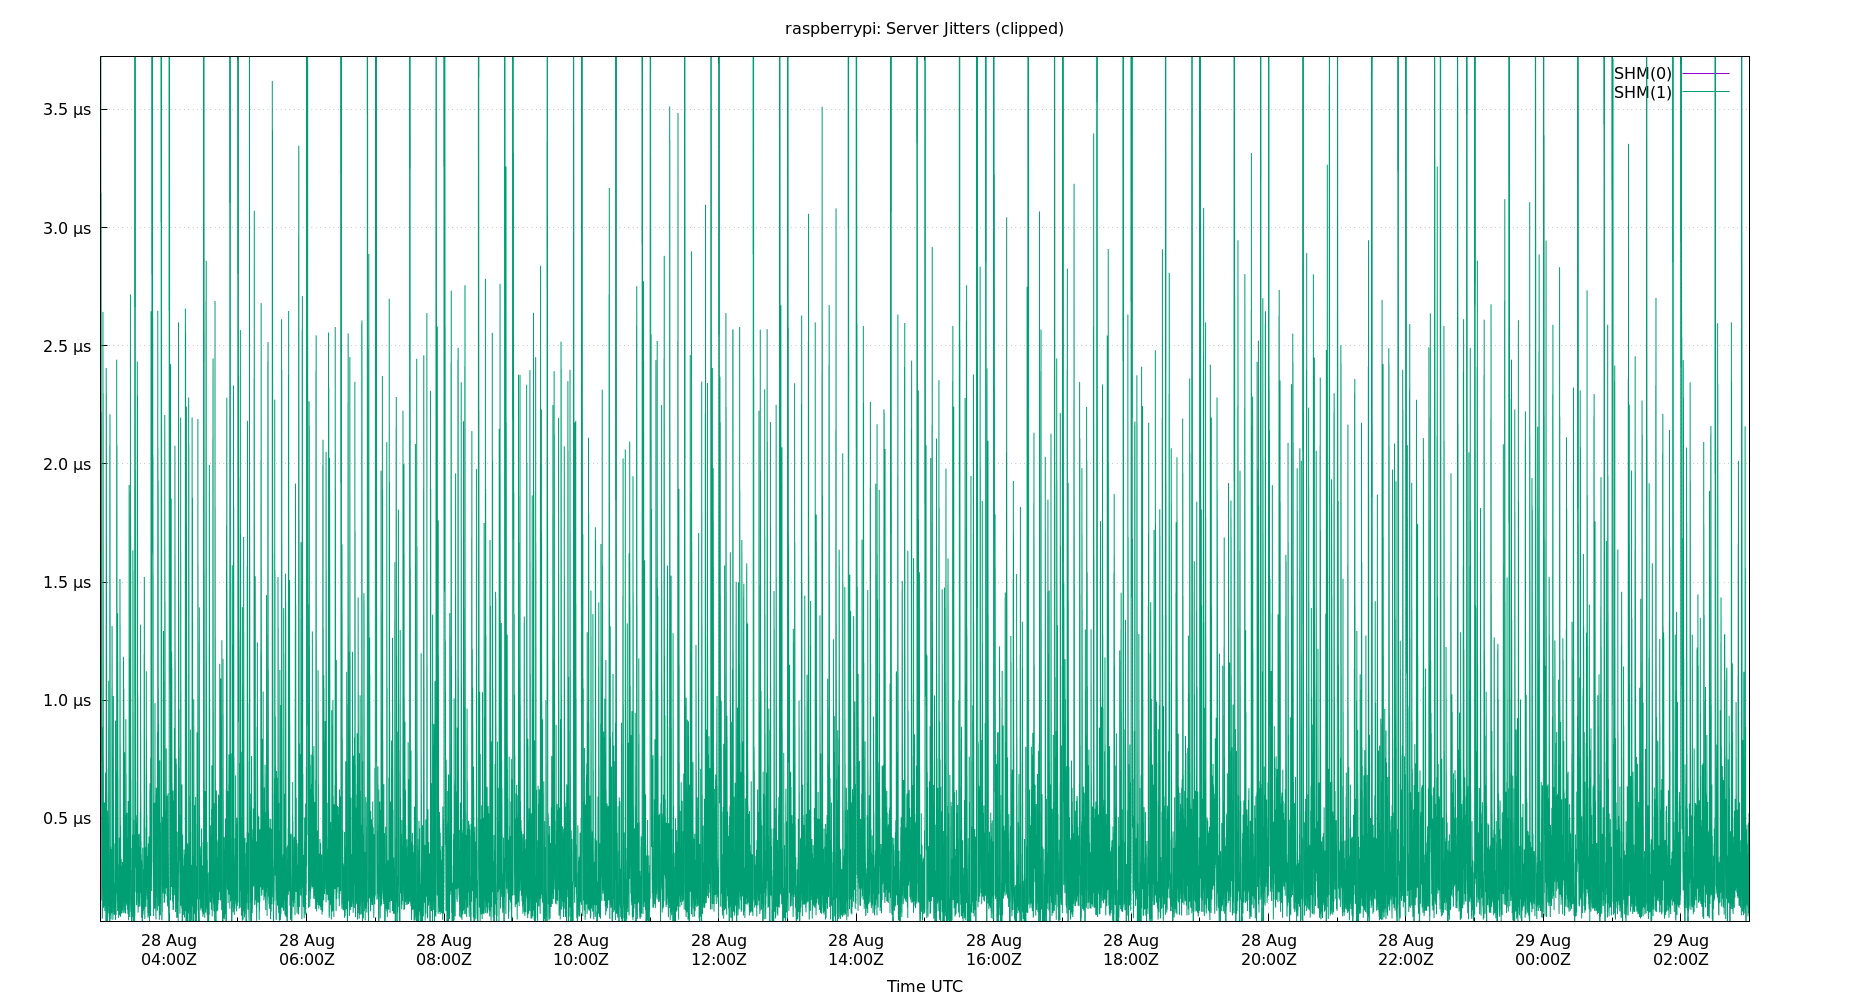 raspberrypi: Server Jitters (clipped)
SHM(0)
SHM(1)
3.5 µs
3.0 µs
2.5 µs
2.0 µs
1.5 µs
1.0 µs
0.5 µs
28 Aug 28 Aug 28 Aug 28 Aug 28 Aug 28 Aug 28 Aug 28 Aug 28 Aug 28 Aug 29 Aug 29 Aug
04:00Z 06:00Z 08:00Z 10:00Z 12:00Z 14:00Z 16:00Z 18:00Z 20:00Z 22:00Z 00:00Z 02:00Z
Time UTC